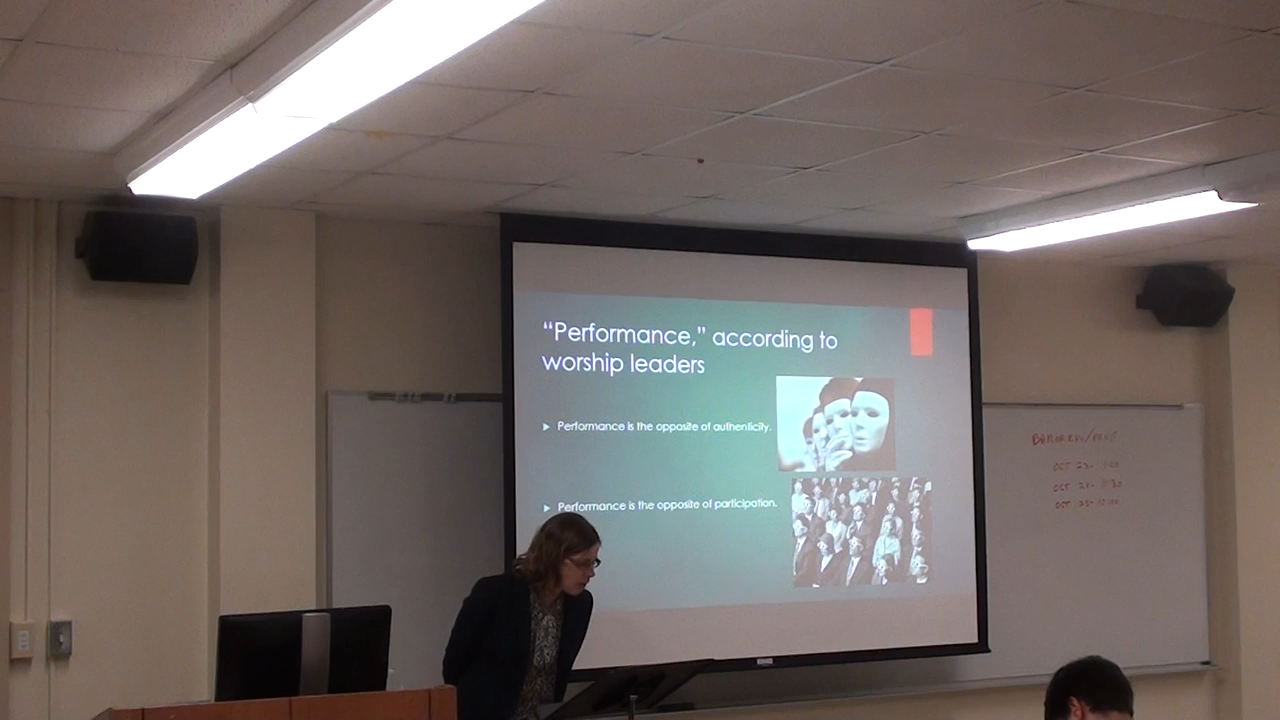 “Performance,” according to
worship leaders
Performance is the opposite of authenticity.
Performance is the opposite of participation.